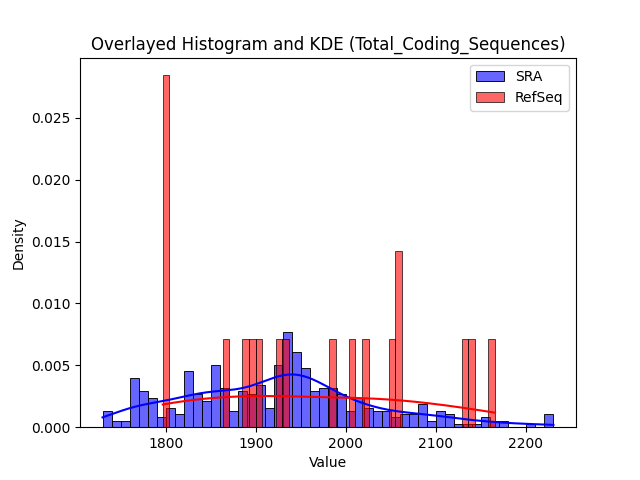 Overlayed Histogram and KDE (Total_Coding_Sequences)
SRA
RefSeq
0.025
0.020
0.015
0.010
0.005
0.000
Density
1800 1900 2000 2100 2200
Value